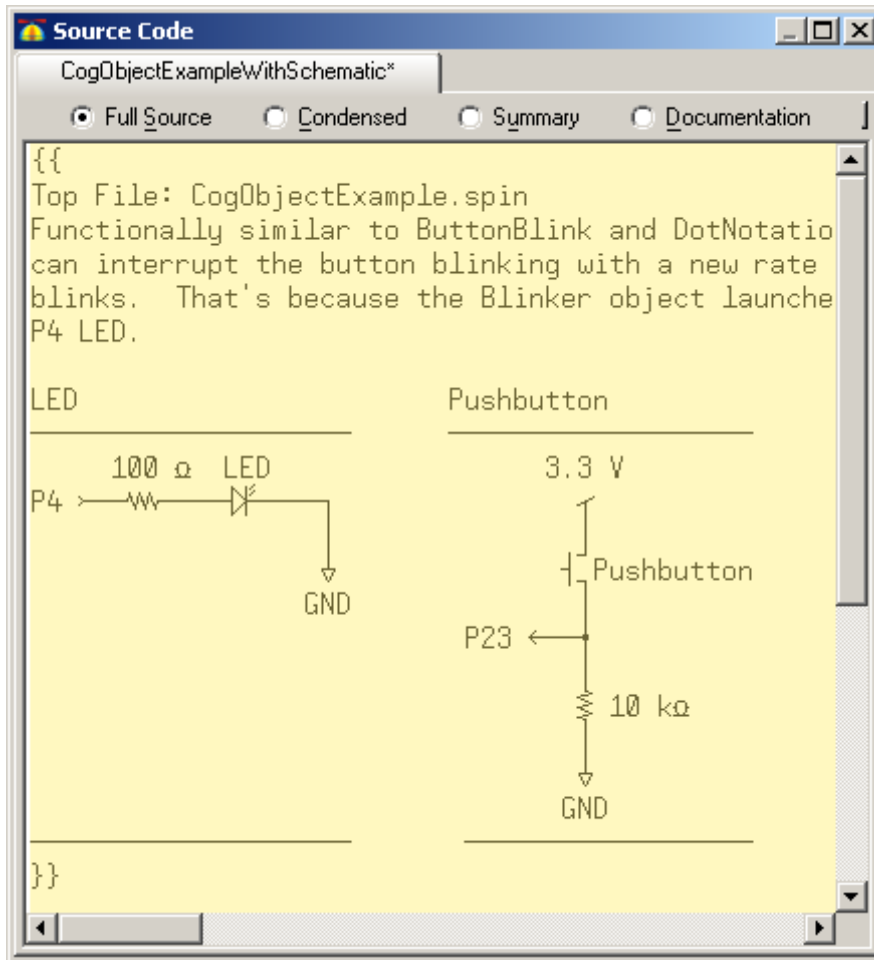 Source Code
CogObjectExampleWithSchematic*
Full Source Condensed Summary Documentation
{{
Top File: CogObjectExample.spin
Functionally similar to ButtonBlink and DotNotatio
can interrupt the button blinking with a new rate
blinks.  That's because the Blinker object launche
P4 LED.
LED Pushbutton
100 Ω LED 3.3 V
P4
Pushbutton
GND
P23
10 kΩ
GND
}}